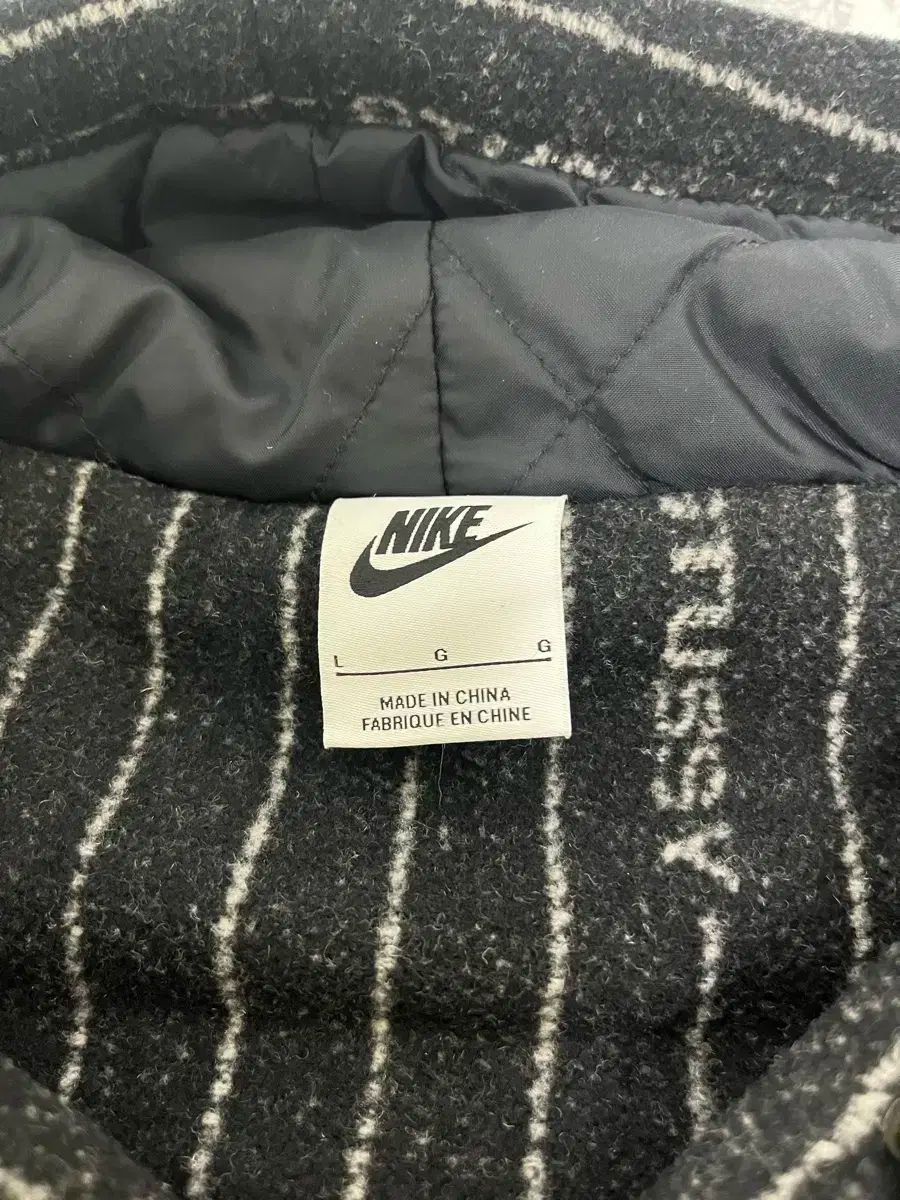 NIKE
L G G
MADE IN CHINA
FABRIQUE EN CHINE
STUSSY